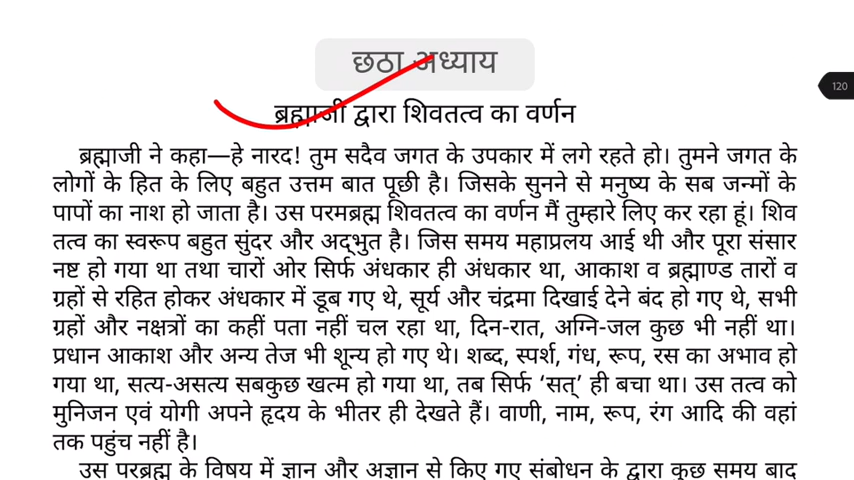 छठा अध्याय
120
ब्रह्माजी द्वारा शिवतत्व का वर्णन
ब्रह्माजी ने कहा—हे नारद! तुम सदैव जगत के उपकार में लगे रहते हो। तुमने जगत के
लोगों के हित के लिए बहुत उत्तम बात पूछी है। जिसके सुनने से मनुष्य के सब जन्मों के
पापों का नाश हो जाता है। उस परमब्रह्म शिवतत्व का वर्णन मैं तुम्हारे लिए कर रहा हूं। शिव
तत्व का स्वरूप बहुत सुंदर और अद्भुत है। जिस समय महाप्रलय आई थी और पूरा संसार
नष्ट हो गया था तथा चारों ओर सिर्फ अंधकार ही अंधकार था, आकाश व ब्रह्माण्ड तारों व
ग्रहों से रहित होकर अंधकार में डूब गए थे, सूर्य और चंद्रमा दिखाई देने बंद हो गए थे, सभी
ग्रहों और नक्षत्रों का कहीं पता नहीं चल रहा था, दिन-रात, अग्नि-जल कुछ भी नहीं था।
प्रधान आकाश और अन्य तेज भी शून्य हो गए थे। शब्द, स्पर्श, गंध, रूप, रस का अभाव हो
गया था, सत्य-असत्य सबकुछ खत्म हो गया था, तब सिर्फ ‘सत्’ ही बचा था। उस तत्व को
मुनिजन एवं योगी अपने हृदय के भीतर ही देखते हैं। वाणी, नाम, रूप, रंग आदि की वहां
तक पहुंच नहीं है।
उस परब्रह्म के विषय में ज्ञान और अज्ञान से किए गए संबोधन के द्वारा कुछ समय बाद